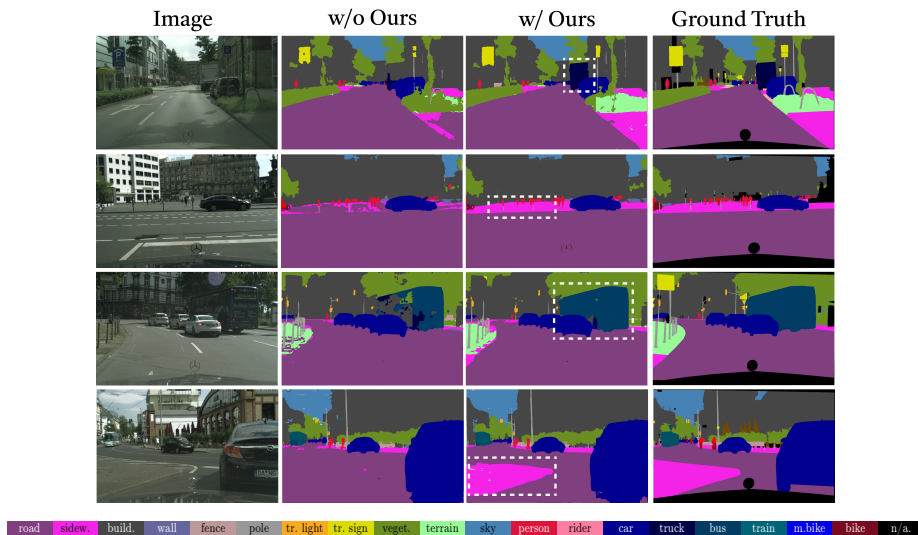 Image w/o Ours w/ Ours Ground Truth
road sidew. build. wall fence pole tr. light tr. sign veget. terrain sky person rider car truck bus train m.bike bike n/a.